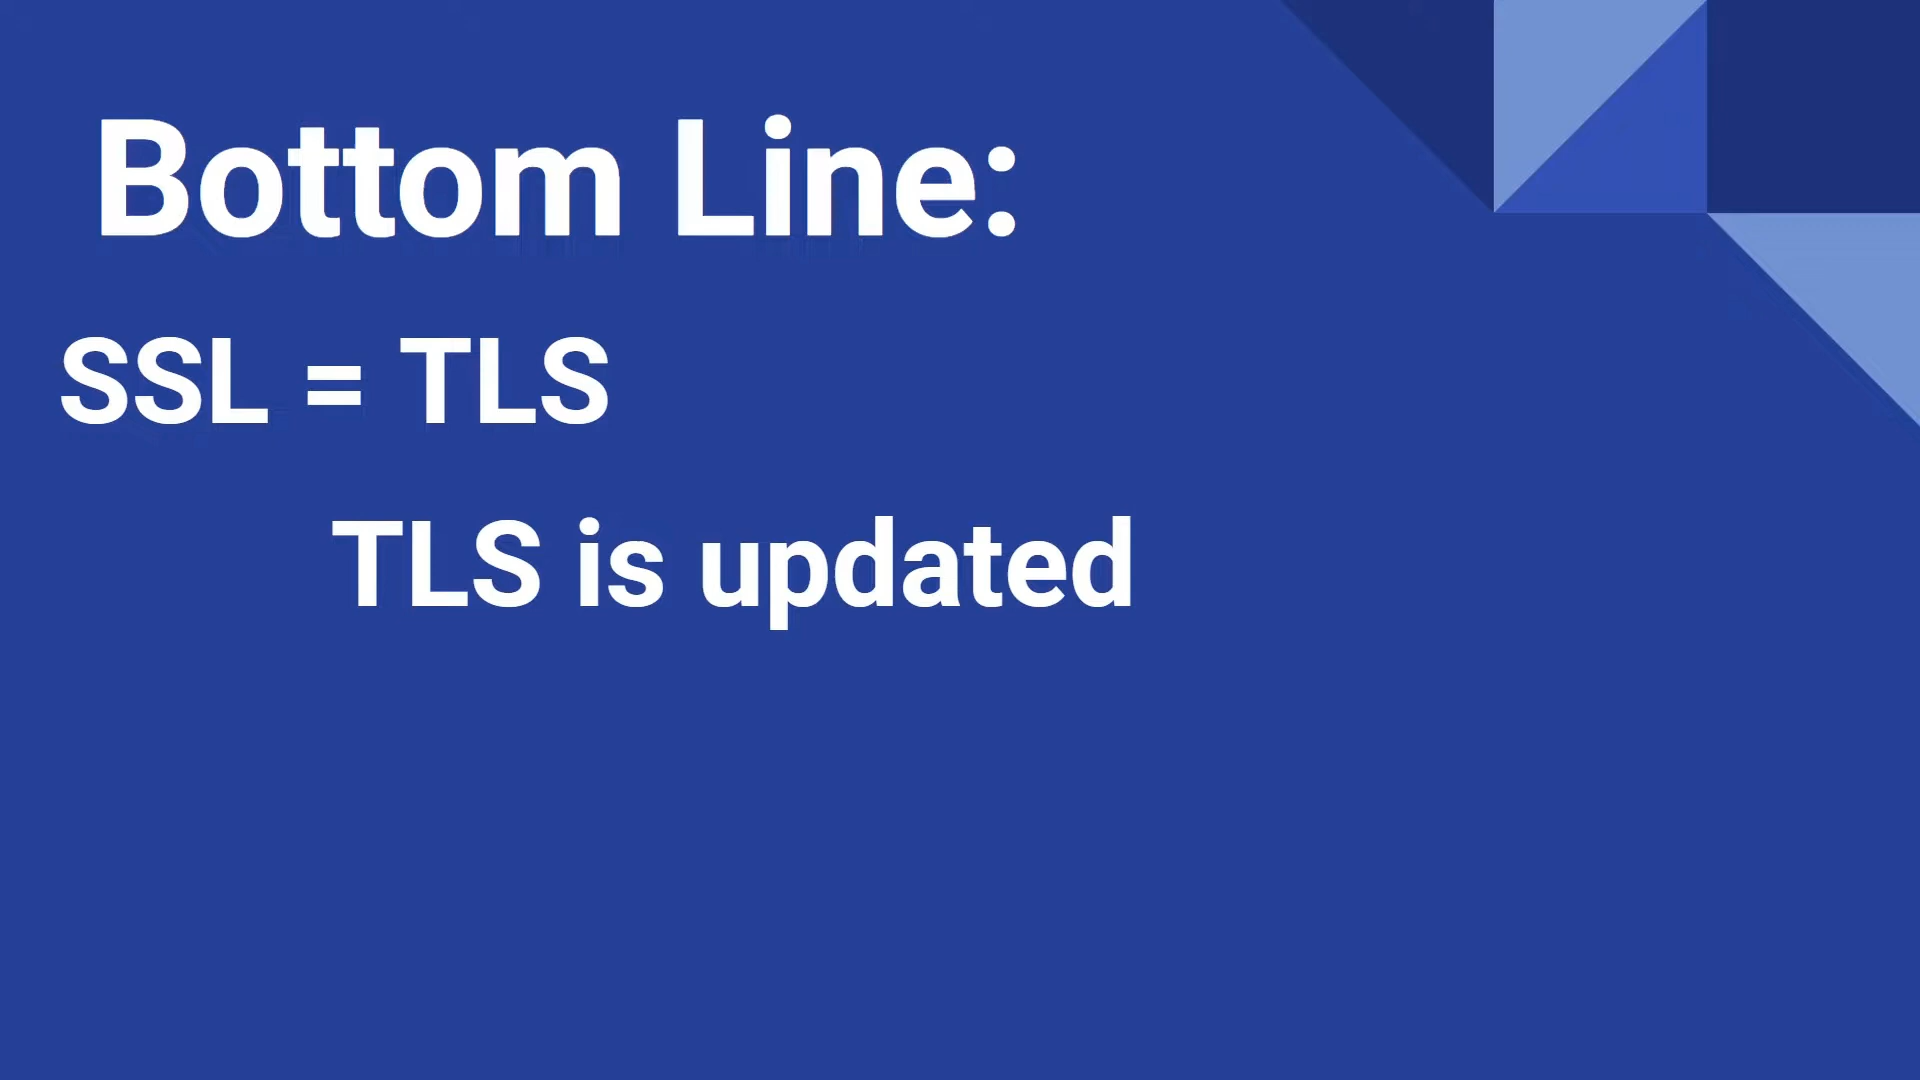 Bottom Line:
SSL = TLS
TLS is updated